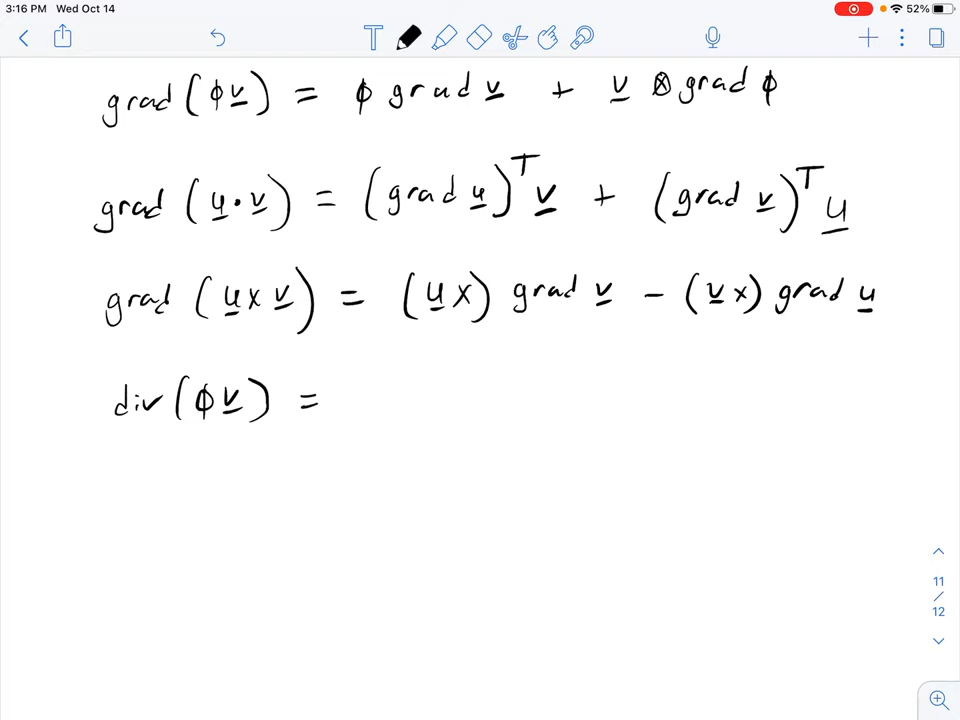 3:16 PM Wed Oct 14 52%
grad (ϕv̲) = ϕ grad v̲ + v̲ ⊗ grad ϕ
grad (u̲ • v̲) = (grad u̲)ᵀ v̲ + (grad v̲)ᵀ u̲
grad (u̲ x v̲) = (u̲ x) grad v̲ - (v̲ x) grad u̲
div (ϕ v̲) =
11
/
12